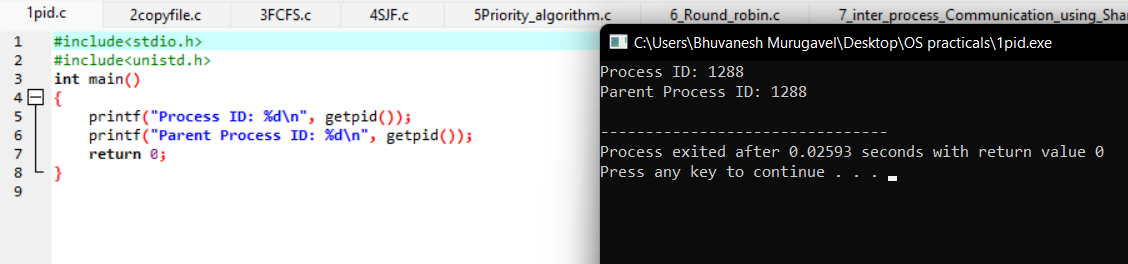 1pid.c 2copyfile.c 3FCFS.c 4SJF.c 5Priority_algorithm.c 6_Round_robin.c 7_inter_process_Communication_using_Shar
1 #include<stdio.h>
2 #include<unistd.h>
3 int main()
4 {
5 printf("Process ID: %d\n", getpid());
6 printf("Parent Process ID: %d\n", getpid());
7 return 0;
8 }
9
C:\Users\Bhuvanesh Murugavel\Desktop\OS practicals\1pid.exe
Process ID: 1288
Parent Process ID: 1288
--------------------------------
Process exited after 0.02593 seconds with return value 0
Press any key to continue . . .